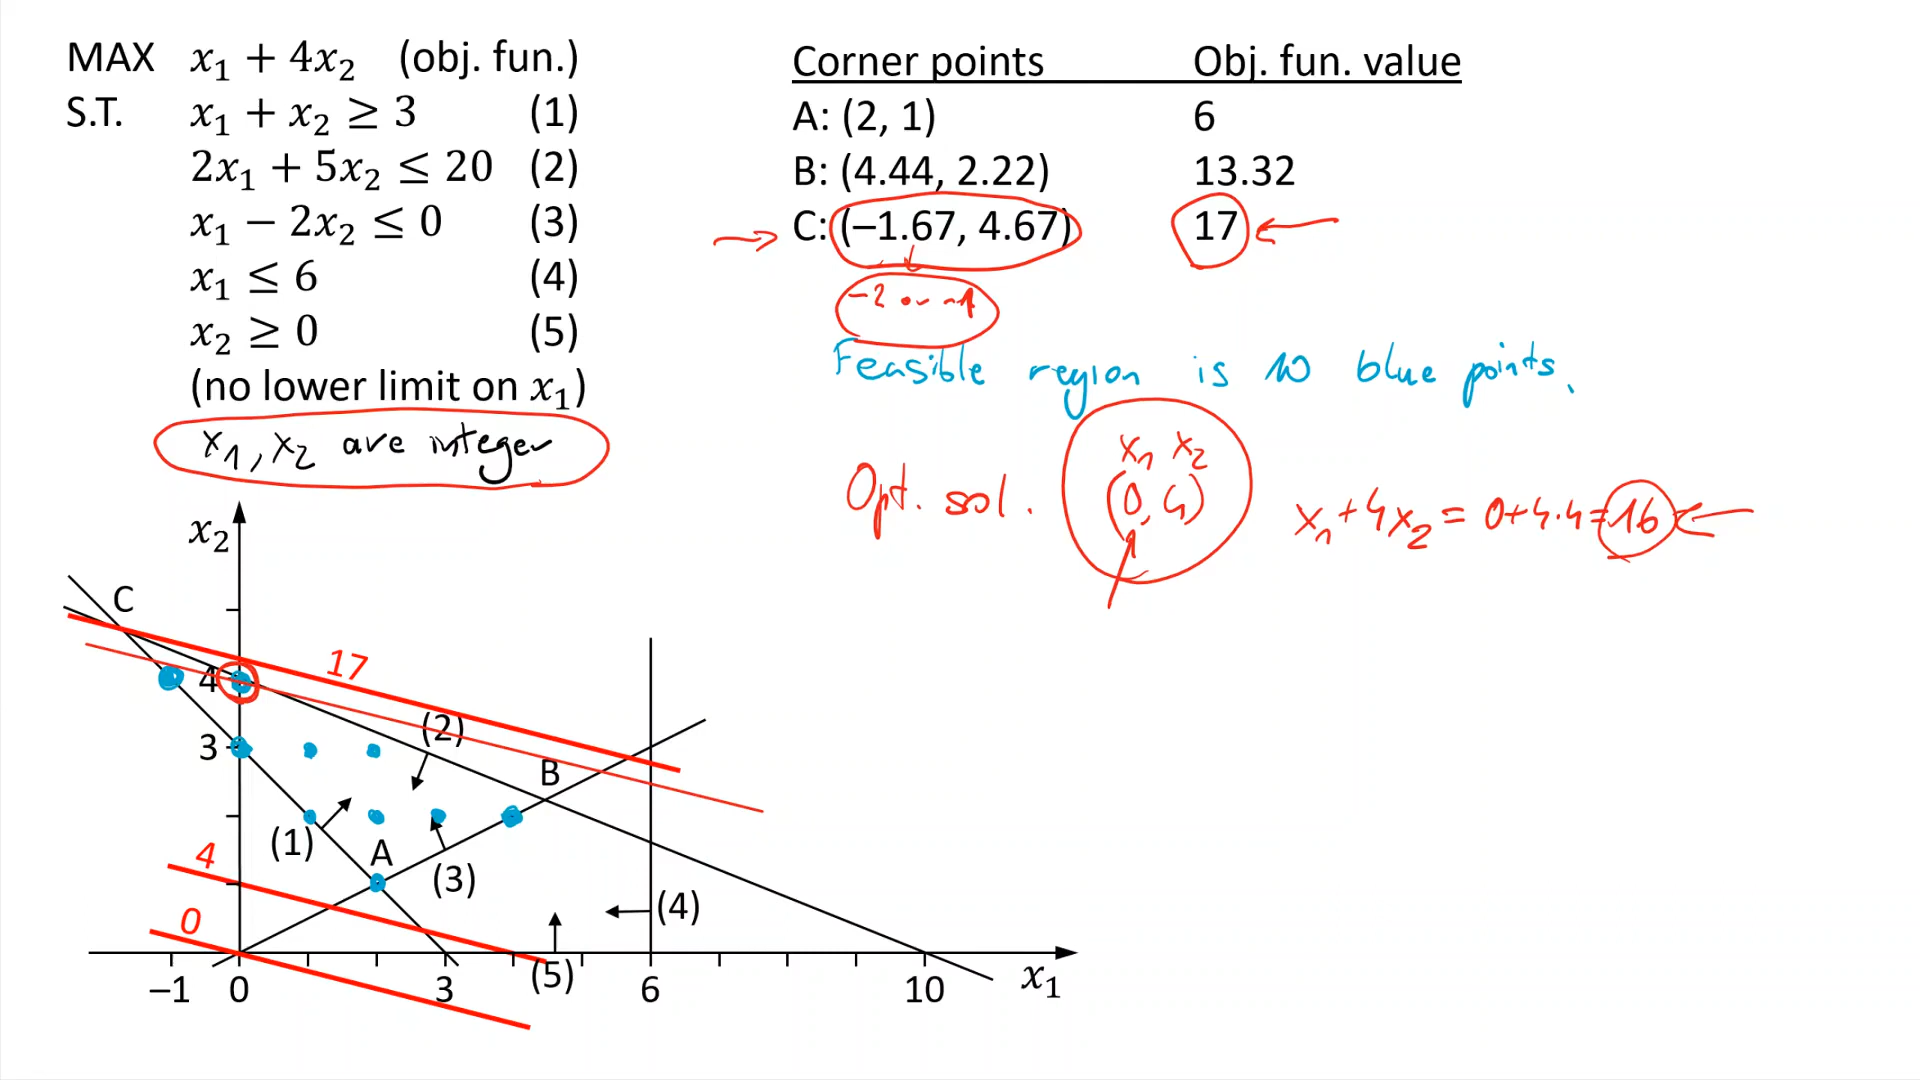 MAX x₁ + 4x₂ (obj. fun.)
S.T. x₁ + x₂ ≥ 3 (1)
2x₁ + 5x₂ ≤ 20 (2)
x₁ − 2x₂ ≤ 0 (3)
x₁ ≤ 6 (4)
x₂ ≥ 0 (5)
(no lower limit on x₁)
x₁, x₂ are integer
Corner points Obj. fun. value
A: (2, 1) 6
B: (4.44, 2.22) 13.32
C: (−1.67, 4.67) 17
−2 or −1
Feasible region is 10 blue points.
x₁ x₂
Opt. sol. (0, 4) x₁+4x₂ = 0+4·4=16
x₂
C
17
4
(2)
3
B
(1)
A
4
(3)
(4)
0
(5)
−1 0 3 6 10 x₁